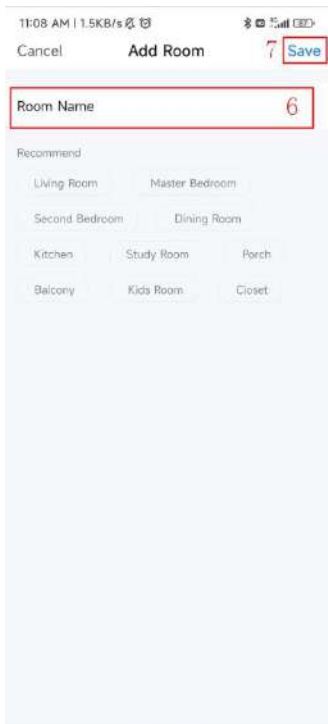 11:08 AM | 1.5KB/s
Cancel Add Room 7 Save
Room Name 6
Recommend
Living Room Master Bedroom
Second Bedroom Dining Room
Kitchen Study Room Porch
Balcony Kids Room Closet